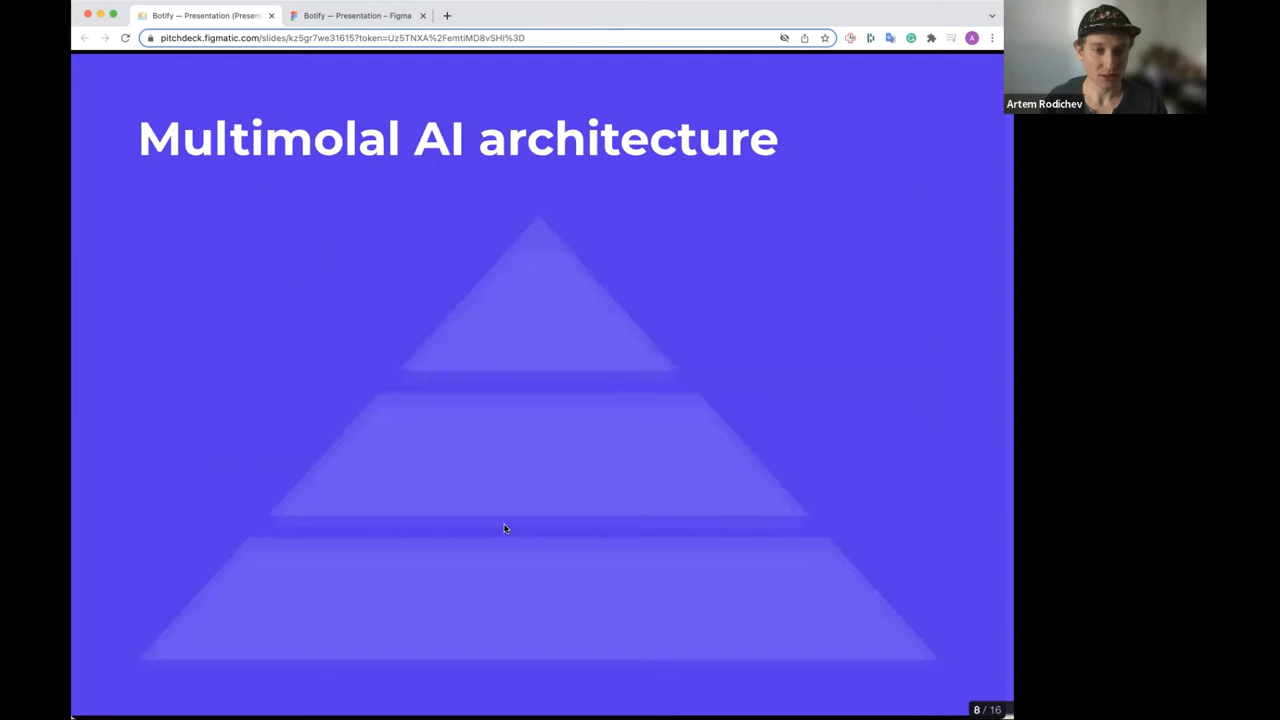 Botify — Presentation (Present
Botify — Presentation – Figma
pitchdeck.figmatic.com/slides/kz5gr7we31615?token=Uz5TNXA%2FemtiMD8vSHI%3D
A
Artem Rodichev
Multimolal AI architecture
8 / 16